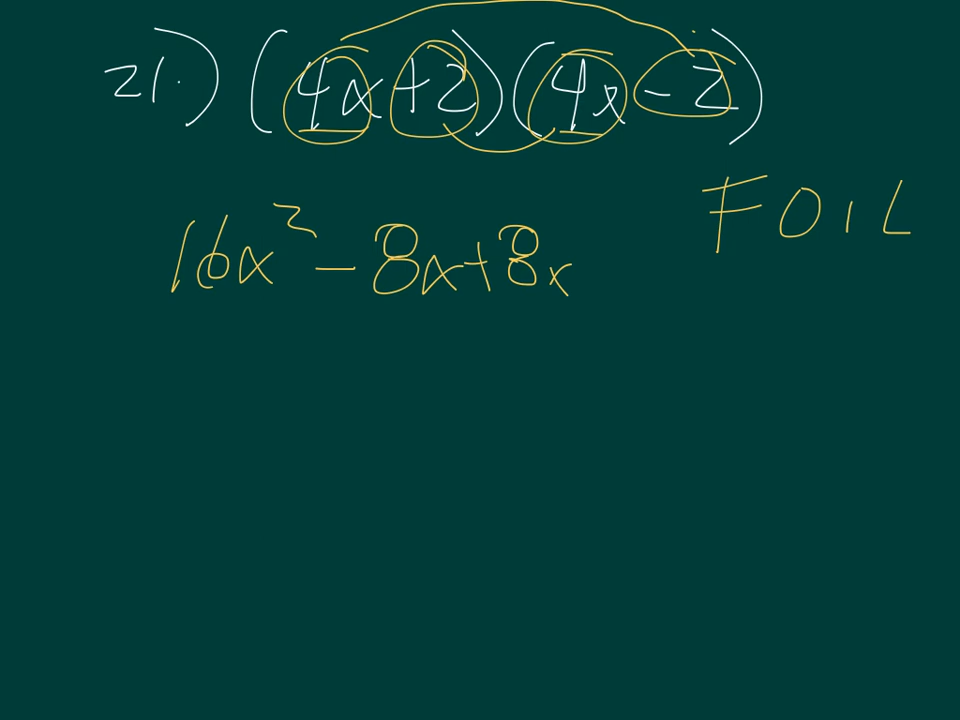 21.) (4x+2)(4x-2)
FOIL
16x² - 8x + 8x